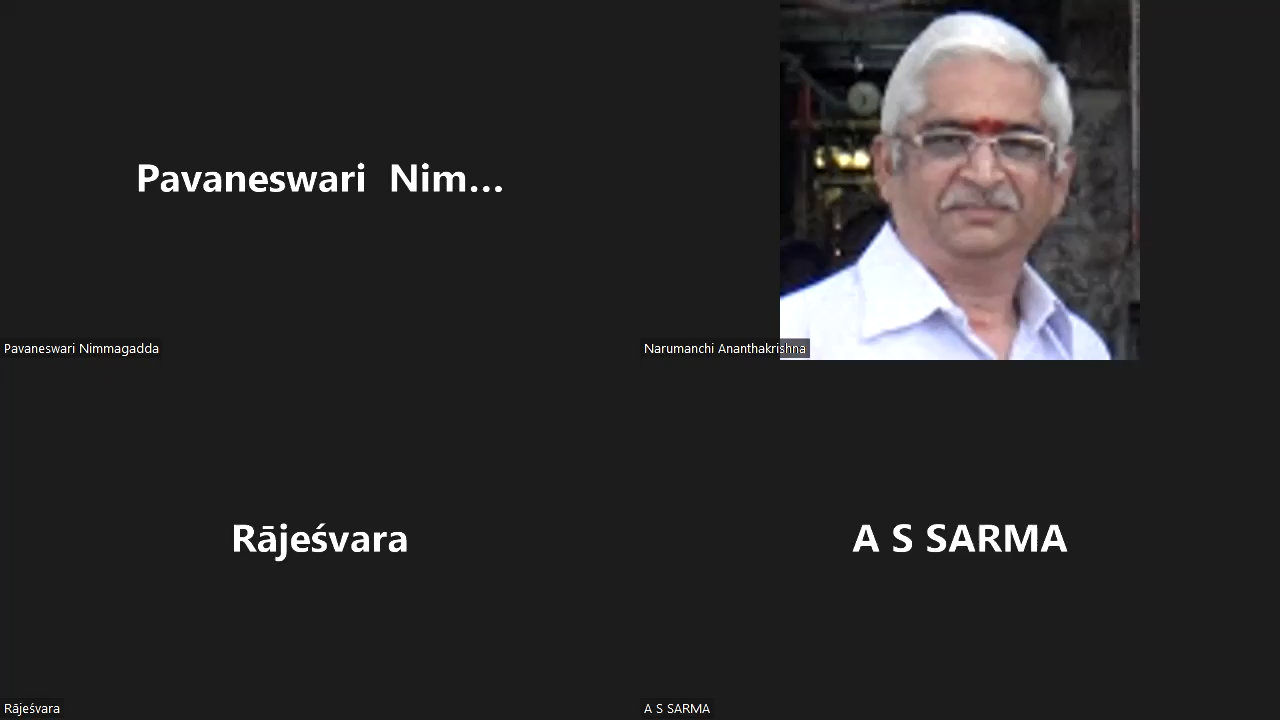 Pavaneswari  Nim...
Pavaneswari Nimmagadda
Narumanchi Ananthakrishna
Rājeśvara
A S SARMA
Rājeśvara
A S SARMA